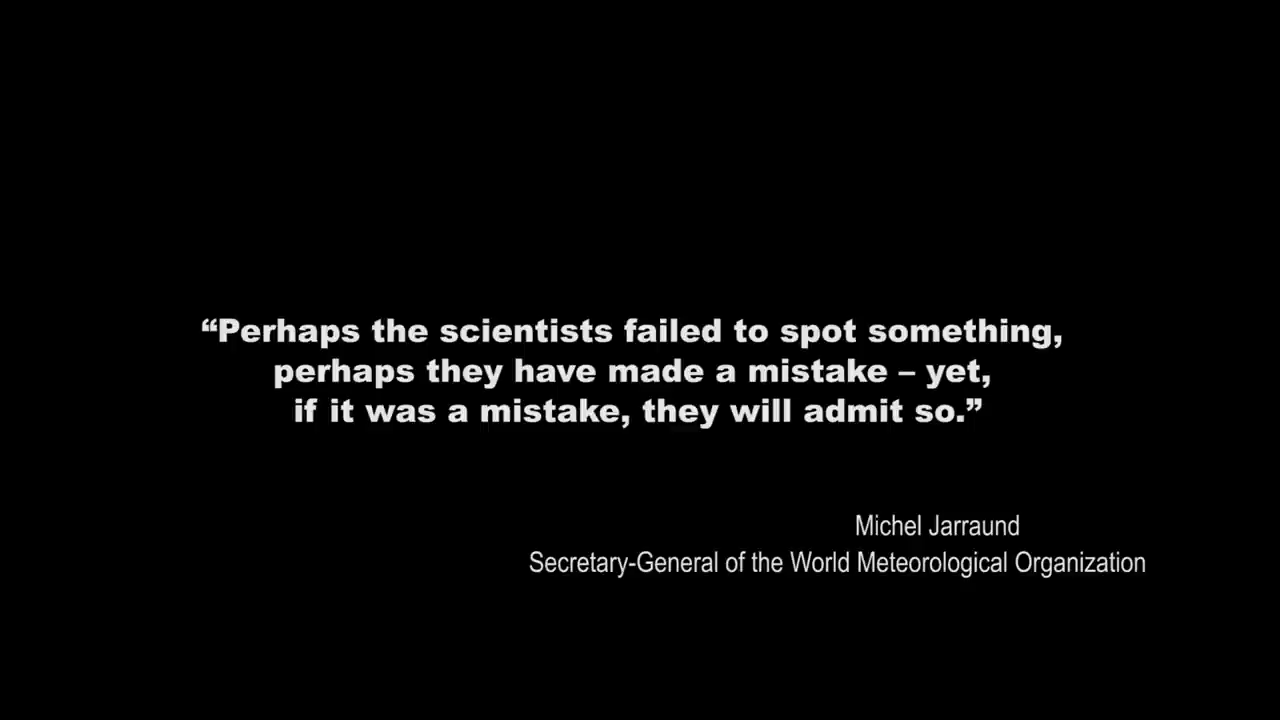 “Perhaps the scientists failed to spot something,
perhaps they have made a mistake – yet,
if it was a mistake, they will admit so.”
Michel Jarraund
Secretary-General of the World Meteorological Organization